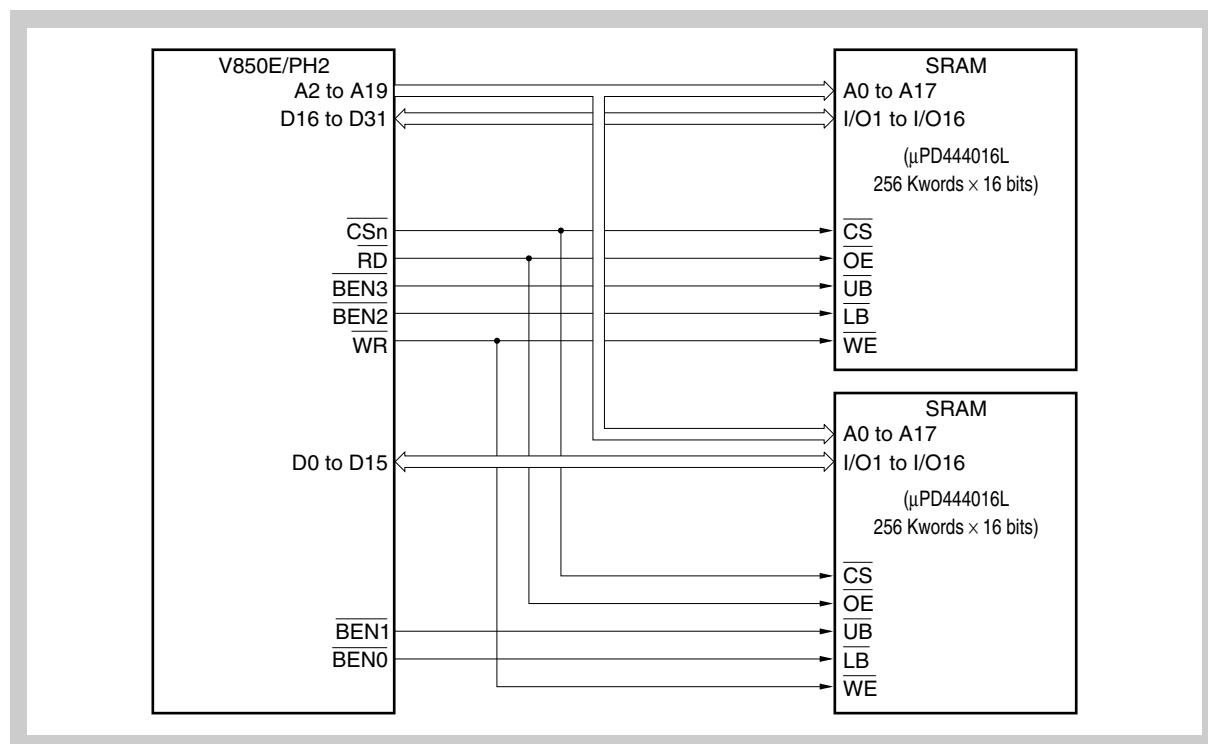 V850E/PH2
A2 to A19
D16 to D31
CSn
RD
BEN3
BEN2
WR
D0 to D15
BEN1
BEN0
SRAM
A0 to A17
I/O1 to I/O16
(μPD444016L
256 Kwords × 16 bits)
CS
OE
UB
LB
WE
SRAM
A0 to A17
I/O1 to I/O16
(μPD444016L
256 Kwords × 16 bits)
CS
OE
UB
LB
WE